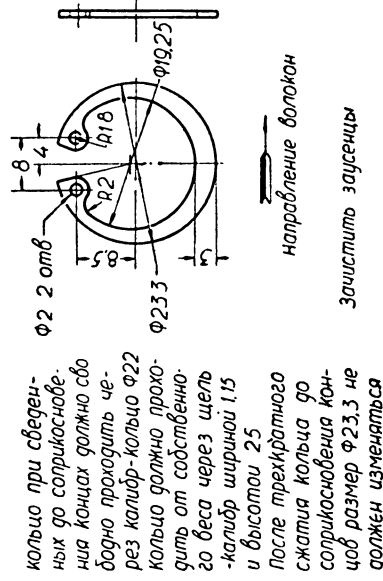 кольцо при сведен-
ных до соприкоснове-
ния концах должно сво
бодно проходить че-
рез калибр-кольцо Ф22
кольцо должно прохо-
дить от собственно-
го веса через щель
-калибр шириной 1,15
и высотой 25
После трехкратного
сжатия кольца до
соприкосновения кон-
цов размер Ф23,3 не
должен изменяться
Ф2 2 отв
8
4
R1 8
R2
8,5
Ф19,25
Ф233
3
направление волокон
Зачистить заусенцы